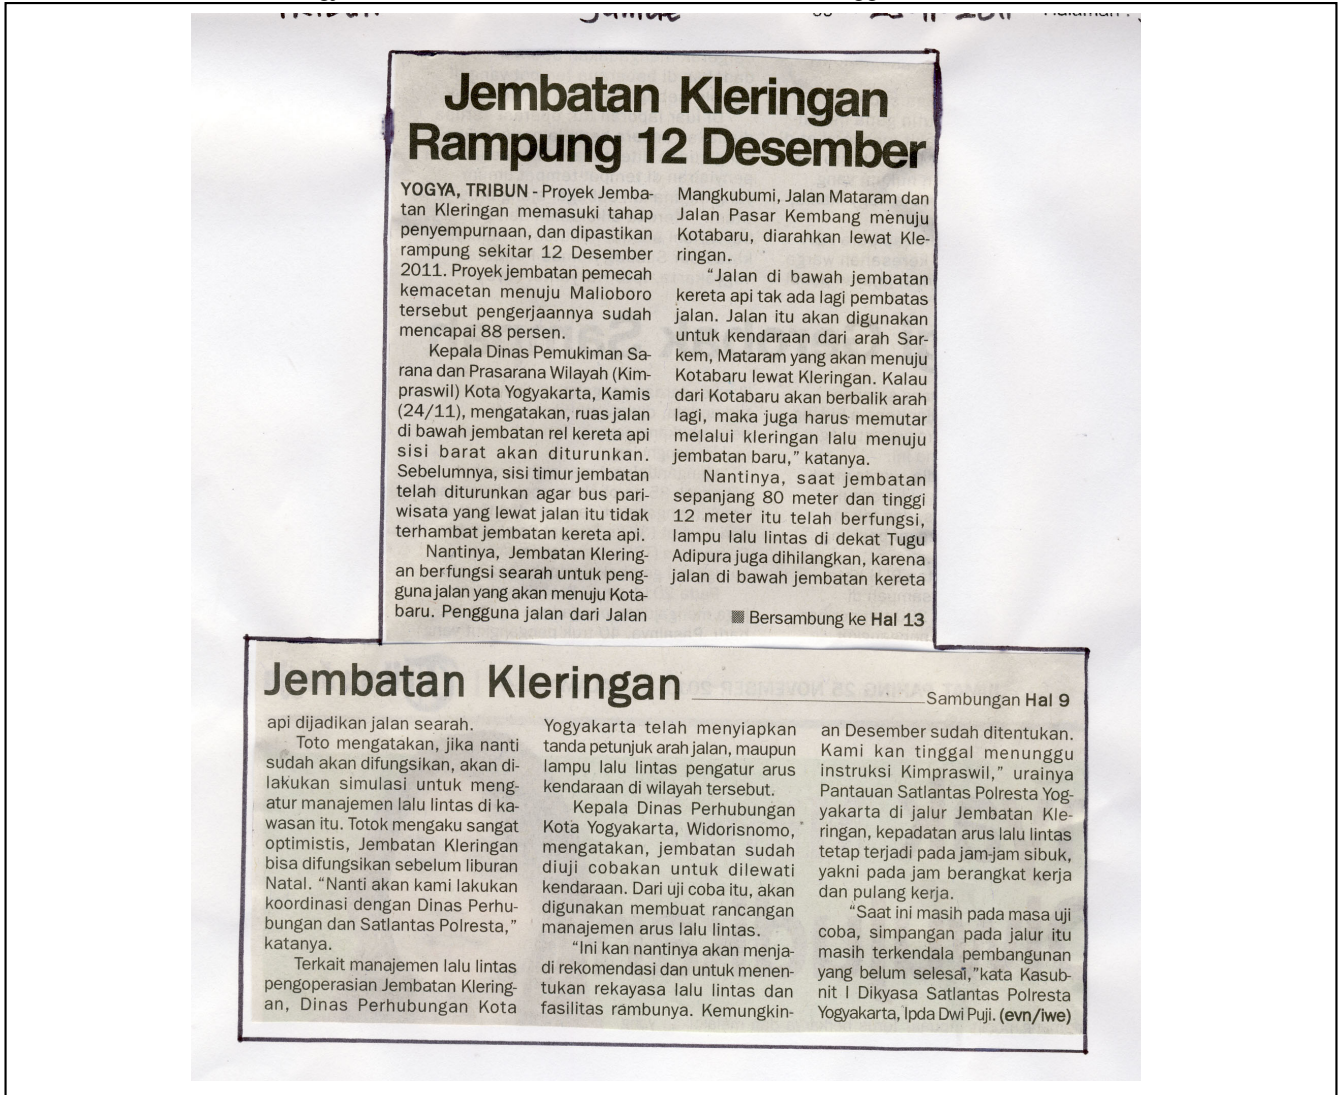 Jembatan Kleringan
Rampung 12 Desember
YOGYA, TRIBUN - Proyek Jemba-
tan Kleringan memasuki tahap
penyempurnaan, dan dipastikan
rampung sekitar 12 Desember
2011. Proyek jembatan pemecah
kemacetan menuju Malioboro
tersebut pengerjaannya sudah
mencapai 88 persen.
Kepala Dinas Pemukiman Sa-
rana dan Prasarana Wilayah (Kim-
praswil) Kota Yogyakarta, Kamis
(24/11), mengatakan, ruas jalan
di bawah jembatan rel kereta api
sisi barat akan diturunkan.
Sebelumnya, sisi timur jembatan
telah diturunkan agar bus pari-
wisata yang lewat jalan itu tidak
terhambat jembatan kereta api.
Nantinya, Jembatan Klering-
an berfungsi searah untuk peng-
guna jalan yang akan menuju Kota-
baru. Pengguna jalan dari Jalan
Mangkubumi, Jalan Mataram dan
Jalan Pasar Kembang menuju
Kotabaru, diarahkan lewat Kle-
ringan.
“Jalan di bawah jembatan
kereta api tak ada lagi pembatas
jalan. Jalan itu akan digunakan
untuk kendaraan dari arah Sar-
kem, Mataram yang akan menuju
Kotabaru lewat Kleringan. Kalau
dari Kotabaru akan berbalik arah
lagi, maka juga harus memutar
melalui kleringan lalu menuju
jembatan baru,” katanya.
Nantinya, saat jembatan
sepanjang 80 meter dan tinggi
12 meter itu telah berfungsi,
lampu lalu lintas di dekat Tugu
Adipura juga dihilangkan, karena
jalan di bawah jembatan kereta
Bersambung ke Hal 13
Jembatan Kleringan
Sambungan Hal 9
api dijadikan jalan searah.
Toto mengatakan, jika nanti
sudah akan difungsikan, akan di-
lakukan simulasi untuk meng-
atur manajemen lalu lintas di ka-
wasan itu. Totok mengaku sangat
optimistis, Jembatan Kleringan
bisa difungsikan sebelum liburan
Natal. “Nanti akan kami lakukan
koordinasi dengan Dinas Perhu-
bungan dan Satlantas Polresta,”
katanya.
Terkait manajemen lalu lintas
pengoperasian Jembatan Klering-
an, Dinas Perhubungan Kota
Yogyakarta telah menyiapkan
tanda petunjuk arah jalan, maupun
lampu lalu lintas pengatur arus
kendaraan di wilayah tersebut.
Kepala Dinas Perhubungan
Kota Yogyakarta, Widorisnomo,
mengatakan, jembatan sudah
diuji cobakan untuk dilewati
kendaraan. Dari uji coba itu, akan
digunakan membuat rancangan
manajemen arus lalu lintas.
“Ini kan nantinya akan menja-
di rekomendasi dan untuk menen-
tukan rekayasa lalu lintas dan
fasilitas rambunya. Kemungkin-
an Desember sudah ditentukan.
Kami kan tinggal menunggu
instruksi Kimpraswil,” urainya
Pantauan Satlantas Polresta Yog-
yakarta di jalur Jembatan Kle-
ringan, kepadatan arus lalu lintas
tetap terjadi pada jam-jam sibuk,
yakni pada jam berangkat kerja
dan pulang kerja.
“Saat ini masih pada masa uji
coba, simpangan pada jalur itu
masih terkendala pembangunan
yang belum selesai,”kata Kasub-
nit I Dikyasa Satlantas Polresta
Yogyakarta, Ipda Dwi Puji. (evn/iwe)